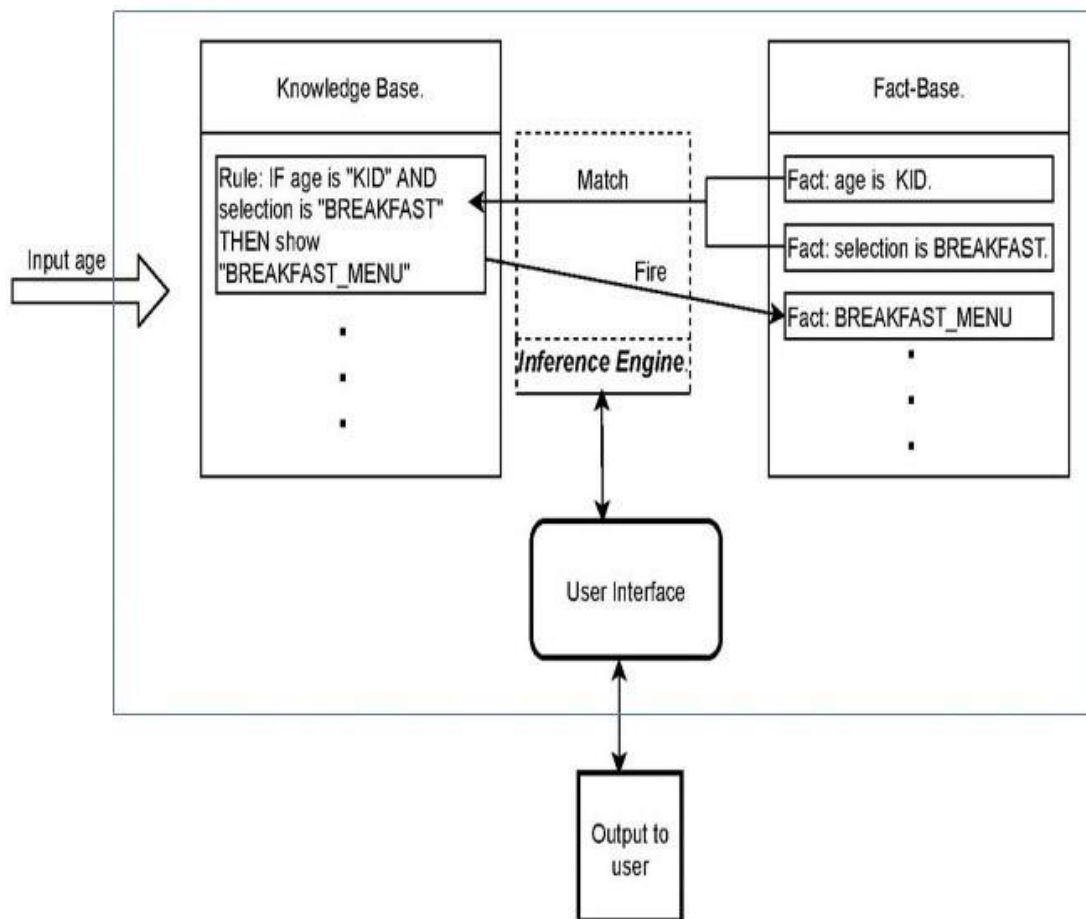 Knowledge Base.
Fact-Base.
Rule: IF age is "KID" AND
selection is "BREAKFAST"
THEN show
"BREAKFAST_MENU"
Match
Fact: age is KID.
Fact: selection is BREAKFAST.
Input age
Fire
Fact: BREAKFAST_MENU
Inference Engine.
User Interface
Output to
user